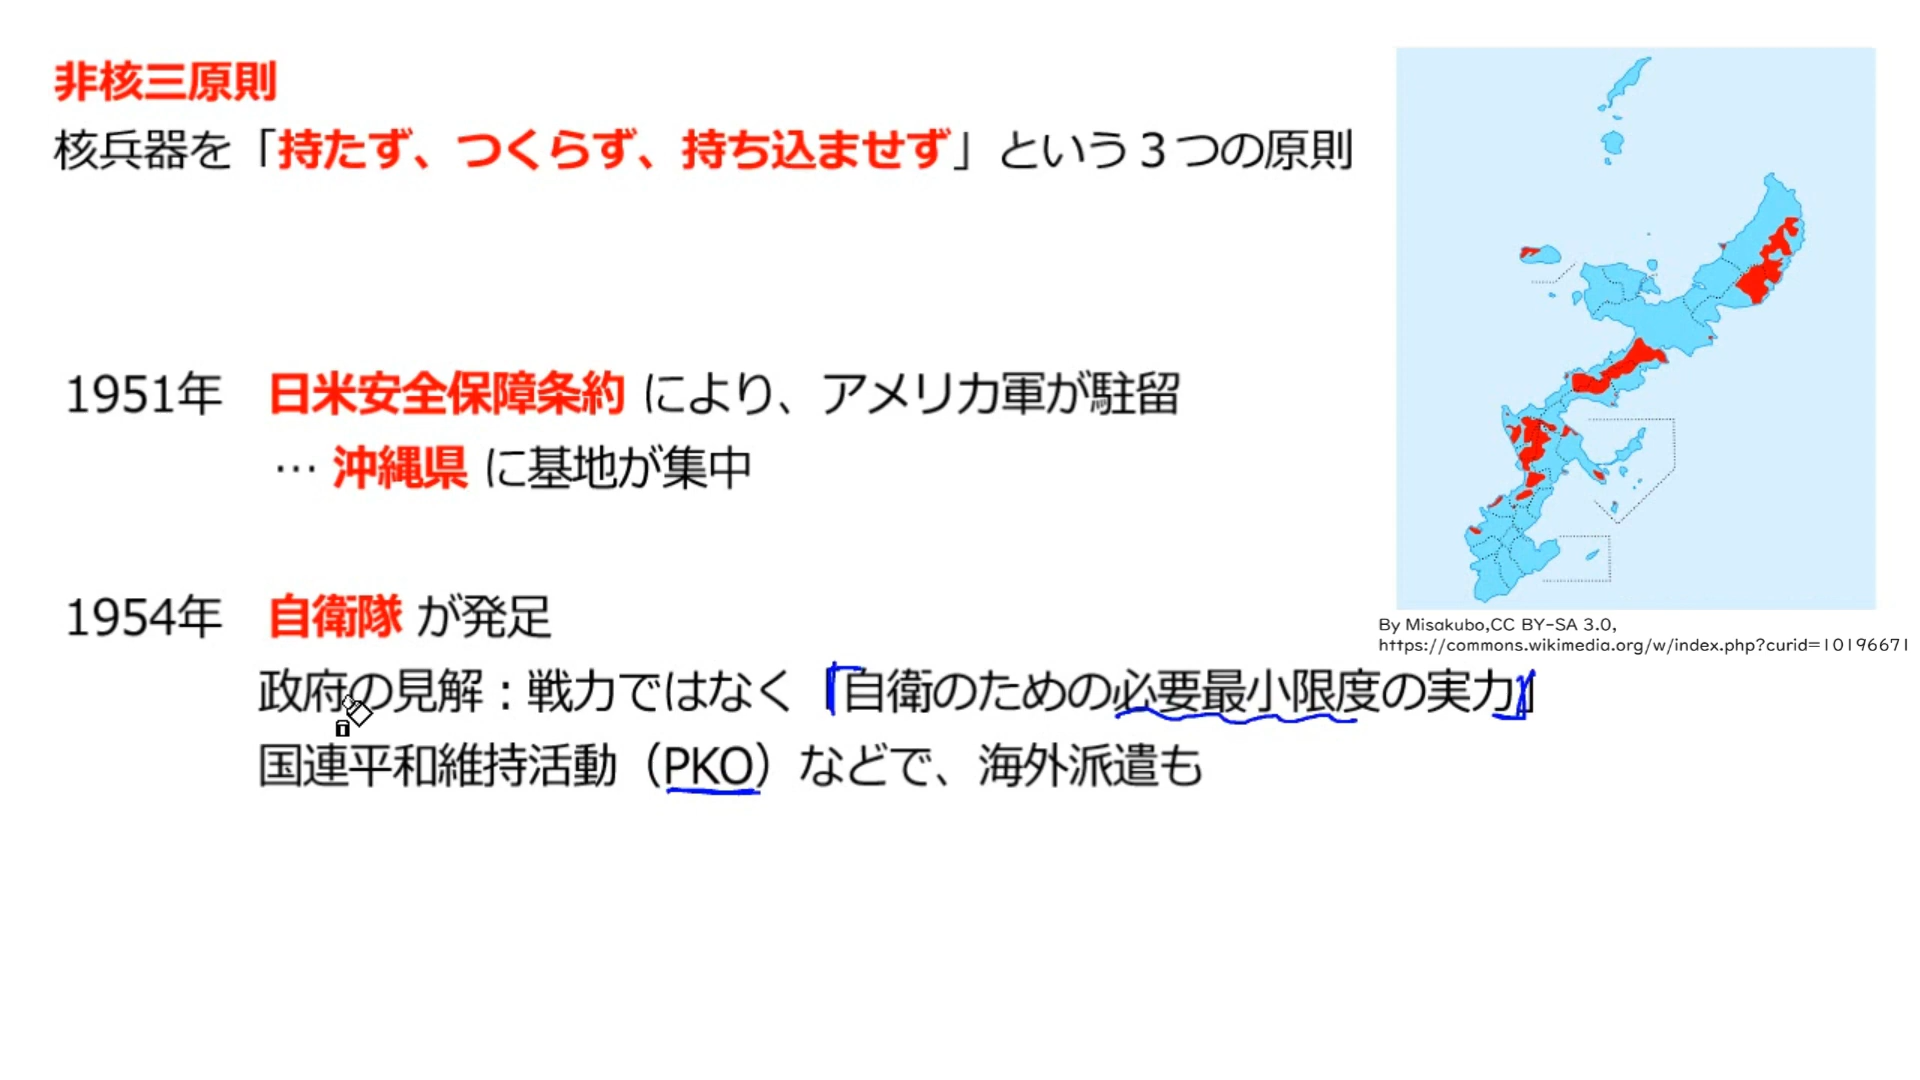 非核三原則
核兵器を「持たず、つくらず、持ち込ませず」という３つの原則
1951年　日米安全保障条約 により、アメリカ軍が駐留
… 沖縄県 に基地が集中
1954年　自衛隊 が発足
政府の見解：戦力ではなく「自衛のための必要最小限度の実力」
国連平和維持活動（PKO）などで、海外派遣も
By Misakubo,CC BY-SA 3.0,
https://commons.wikimedia.org/w/index.php?curid=10196671